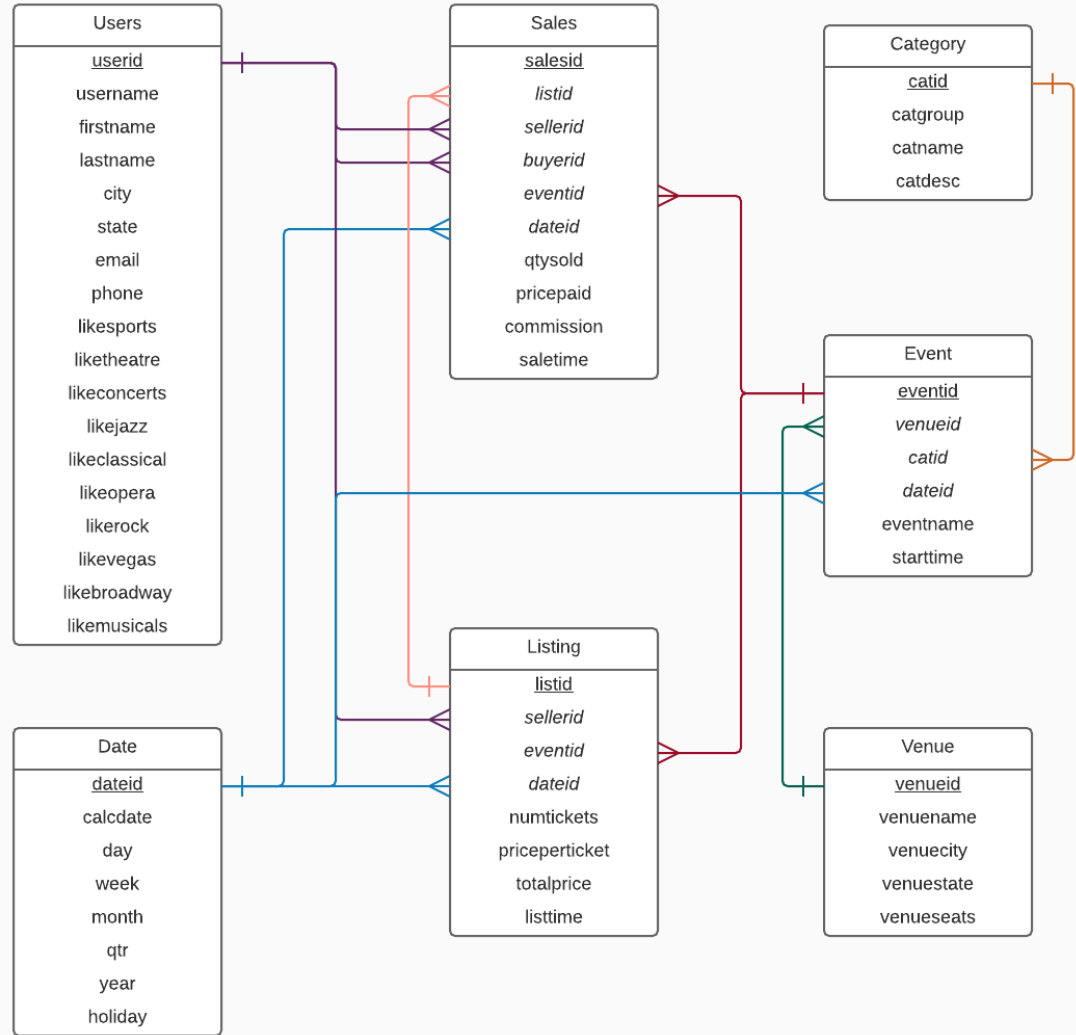 Users
userid
username
firstname
lastname
city
state
email
phone
likesports
liketheatre
likeconcerts
likejazz
likeclassical
likeopera
likerock
likevegas
likebroadway
likemusicals
Sales
salesid
listid
sellerid
buyerid
eventid
dateid
qtysold
pricepaid
commission
saletime
Category
catid
catgroup
catname
catdesc
Event
eventid
venueid
catid
dateid
eventname
starttime
Date
dateid
calcdate
day
week
month
qtr
year
holiday
Listing
listid
sellerid
eventid
dateid
numtickets
priceperticket
totalprice
listtime
Venue
venueid
venuename
venuecity
venuestate
venueseats